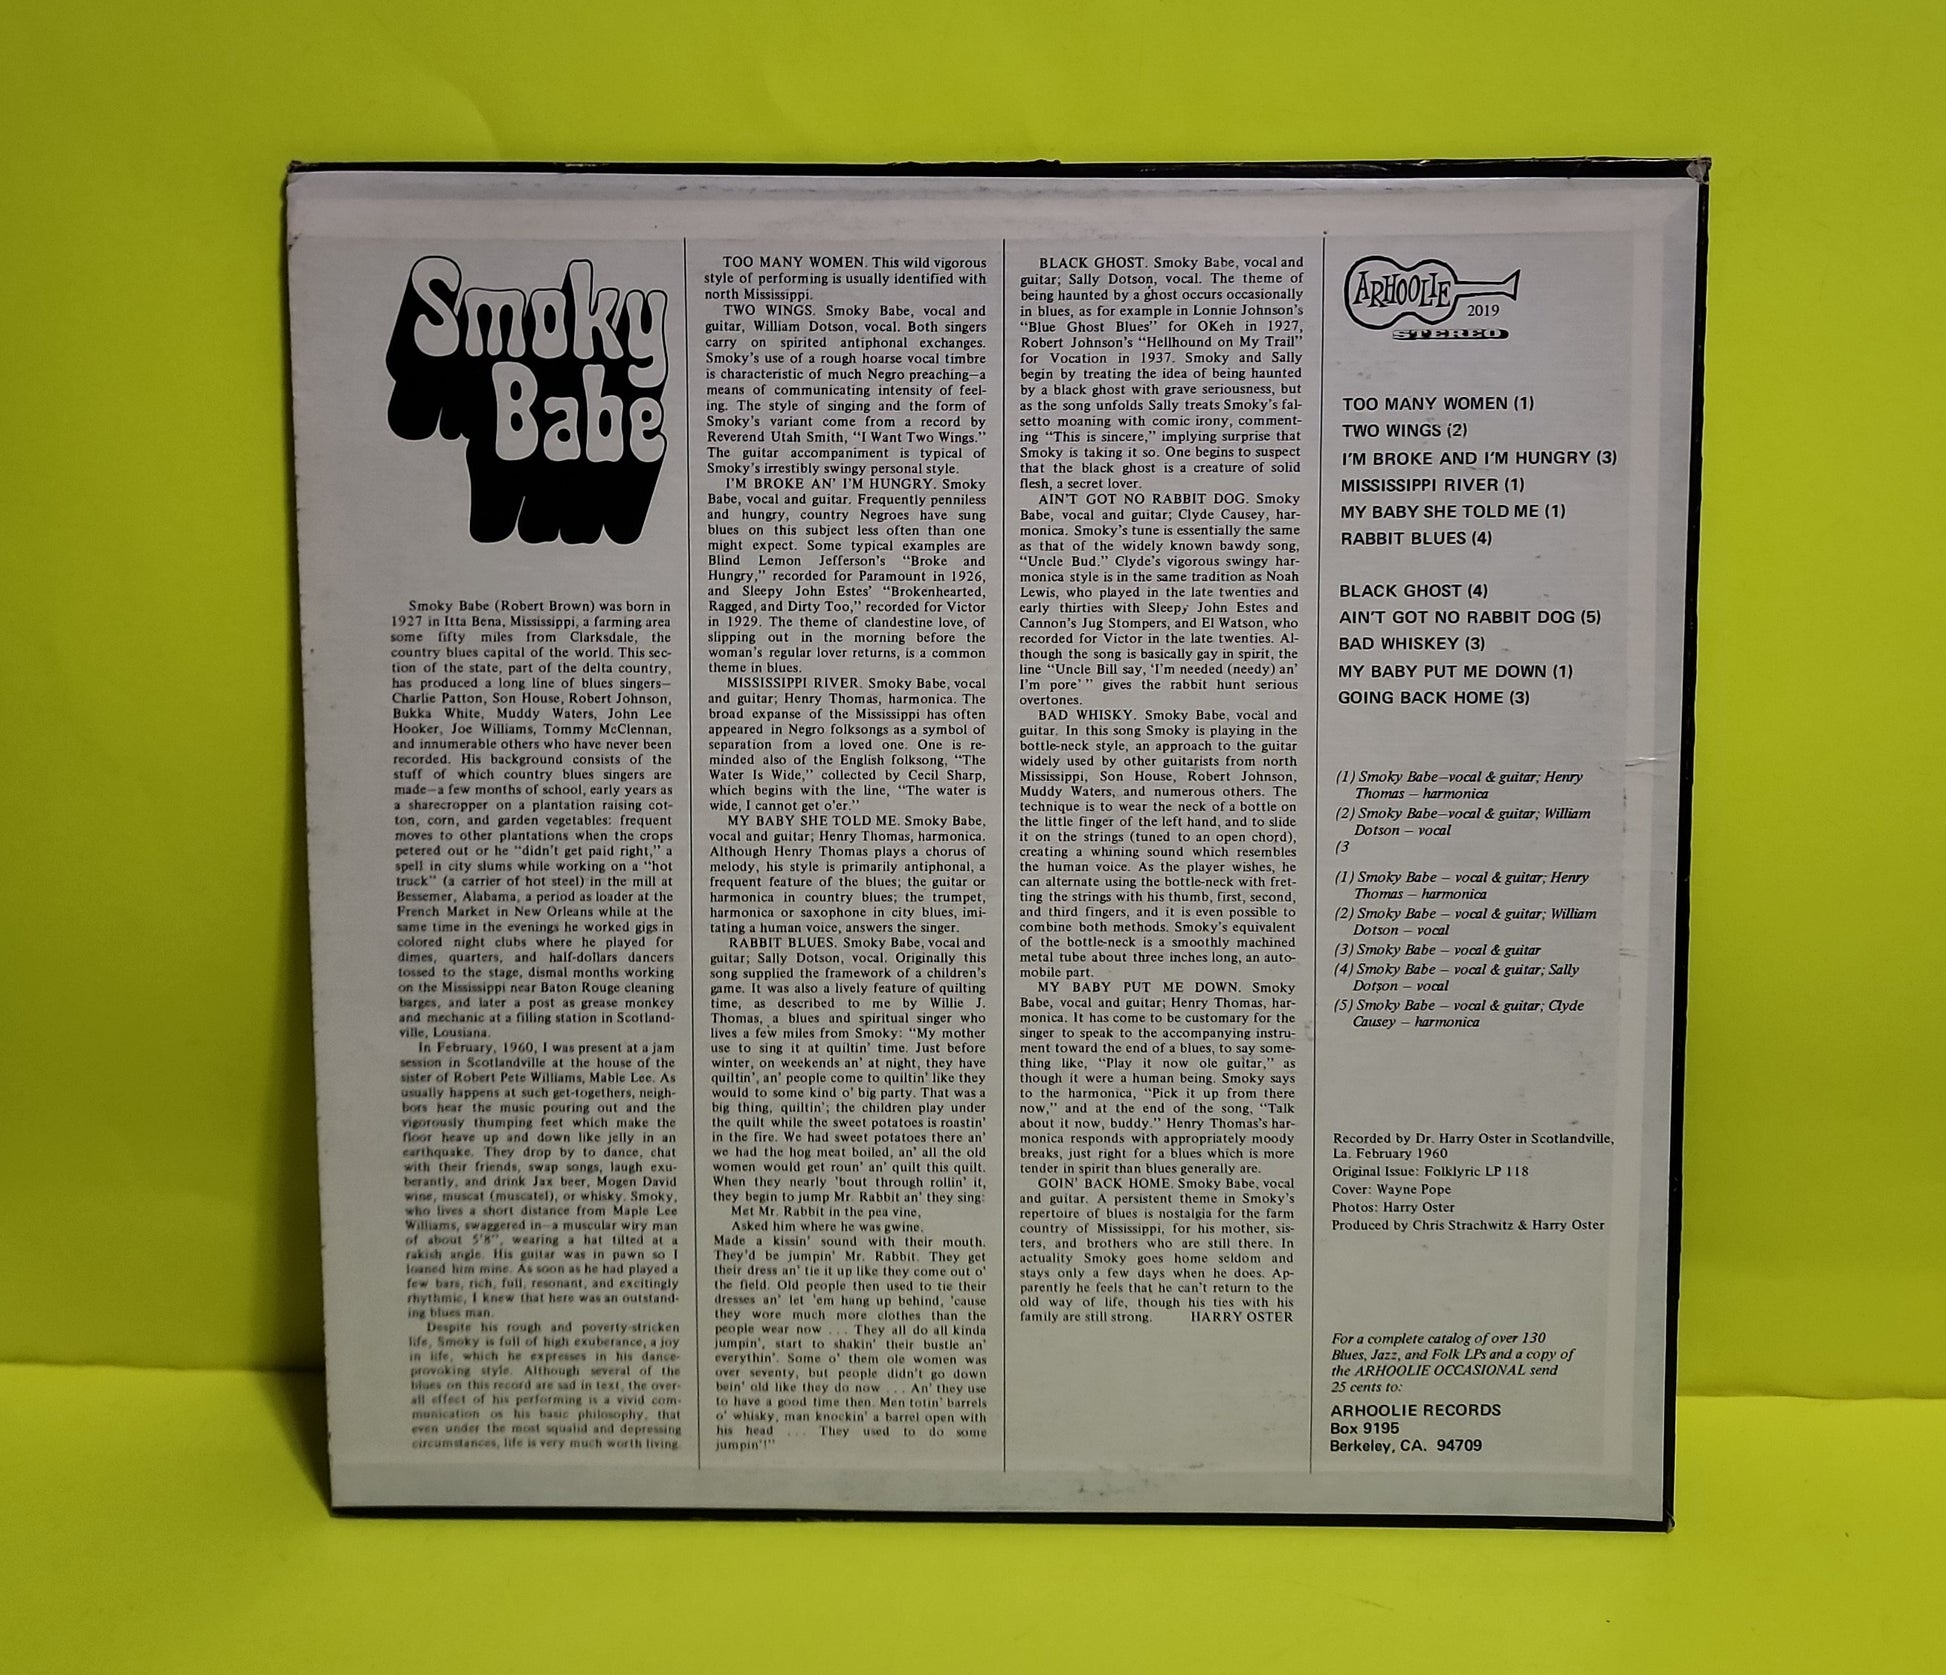 Smoky
Babe
Smoky Babe (Robert Brown) was born in
1927 in Itta Bena, Mississippi, a farming area
some fifty miles from Clarksdale, the
country blues capital of the world. This sec-
tion of the state, part of the delta country,
has produced a long line of blues singers—
Charlie Patton, Son House, Robert Johnson,
Bukka White, Muddy Waters, John Lee
Hooker, Joe Williams, Tommy McClennan,
and innumerable others who have never been
recorded. His background consists of the
stuff of which country blues singers are
made—a few months of school, early years as
a sharecropper on a plantation raising cot-
ton, corn, and garden vegetables: frequent
moves to other plantations when the crops
petered out or he "didn't get paid right," a
spell in city slums while working on a "hot
truck" (a carrier of hot steel) in the mill at
Bessemer, Alabama, a period as loader at the
French Market in New Orleans while at the
same time in the evenings he worked gigs in
colored night clubs where he played for
dimes, quarters, and half-dollars dancers
tossed to the stage, dismal months working
on the Mississippi near Baton Rouge cleaning
barges, and later a post as grease monkey
and mechanic at a filling station in Scotland-
ville, Lousiana.
In February, 1960, I was present at a jam
session in Scotlandville at the house of the
sister of Robert Pete Williams, Mable Lee. As
usually happens at such get-togethers, neigh-
bors hear the music pouring out and the
vigorously thumping feet which make the
floor heave up and down like jelly in an
earthquake. They drop by to dance, chat
with their friends, swap songs, laugh exu-
berantly, and drink Jax beer, Mogen David
wine, muscat (muscatel), or whisky. Smoky,
who lives a short distance from Maple Lee
Williams, swaggered in—a muscular wiry man
of about 5'8", wearing a hat tilted at a
rakish angle. His guitar was in pawn so I
loaned him mine. As soon as he had played a
few bars, rich, full, resonant, and excitingly
rhythmic, I knew that here was an outstand-
ing blues man.
Despite his rough and poverty-stricken
life, Smoky is full of high exuberance, a joy
in life, which he expresses in his dance-
provoking style. Although several of the
blues on this record are sad in text, the over-
all effect of his performing is a vivid com-
munication os his basic philosophy, that
even under the most squalid and depressing
circumstances, life is very much worth living.
TOO MANY WOMEN. This wild vigorous
style of performing is usually identified with
north Mississippi.
TWO WINGS. Smoky Babe, vocal and
guitar, William Dotson, vocal. Both singers
carry on spirited antiphonal exchanges.
Smoky's use of a rough hoarse vocal timbre
is characteristic of much Negro preaching—a
means of communicating intensity of feel-
ing. The style of singing and the form of
Smoky's variant come from a record by
Reverend Utah Smith, "I Want Two Wings."
The guitar accompaniment is typical of
Smoky's irrestibly swingy personal style.
I'M BROKE AN' I'M HUNGRY. Smoky
Babe, vocal and guitar. Frequently penniless
and hungry, country Negroes have sung
blues on this subject less often than one
might expect. Some typical examples are
Blind Lemon Jefferson's "Broke and
Hungry," recorded for Paramount in 1926,
and Sleepy John Estes' "Brokenhearted,
Ragged, and Dirty Too," recorded for Victor
in 1929. The theme of clandestine love, of
slipping out in the morning before the
woman's regular lover returns, is a common
theme in blues.
MISSISSIPPI RIVER. Smoky Babe, vocal
and guitar; Henry Thomas, harmonica. The
broad expanse of the Mississippi has often
appeared in Negro folksongs as a symbol of
separation from a loved one. One is re-
minded also of the English folksong, "The
Water Is Wide," collected by Cecil Sharp,
which begins with the line, "The water is
wide, I cannot get o'er."
MY BABY SHE TOLD ME. Smoky Babe,
vocal and guitar; Henry Thomas, harmonica.
Although Henry Thomas plays a chorus of
melody, his style is primarily antiphonal, a
frequent feature of the blues; the guitar or
harmonica in country blues; the trumpet,
harmonica or saxophone in city blues, imi-
tating a human voice, answers the singer.
RABBIT BLUES. Smoky Babe, vocal and
guitar; Sally Dotson, vocal. Originally this
song supplied the framework of a children's
game. It was also a lively feature of quilting
time, as described to me by Willie J.
Thomas, a blues and spiritual singer who
lives a few miles from Smoky: "My mother
use to sing it at quiltin' time. Just before
winter, on weekends an' at night, they have
quiltin', an' people come to quiltin' like they
would to some kind o' big party. That was a
big thing, quiltin'; the children play under
the quilt while the sweet potatoes is roastin'
in the fire. We had sweet potatoes there an'
we had the hog meat boiled, an' all the old
women would get roun' an' quilt this quilt.
When they nearly 'bout through rollin' it,
they begin to jump Mr. Rabbit an' they sing:
Met Mr. Rabbit in the pea vine,
Asked him where he was gwine.
Made a kissin' sound with their mouth.
They'd be jumpin' Mr. Rabbit. They get
their dress an' tie it up like they come out o'
the field. Old people then used to tie their
dresses an' let 'em hang up behind, 'cause
they wore much more clothes than the
people wear now ... They all do all kinda
jumpin', start to shakin' their bustle an'
everythin'. Some o' them ole women was
over seventy, but people didn't go down
bein' old like they do now ... An' they use
to have a good time then. Men totin' barrels
o' whisky, man knockin' a barrel open with
his head ... They used to do some
jumpin'!"
BLACK GHOST. Smoky Babe, vocal and
guitar; Sally Dotson, vocal. The theme of
being haunted by a ghost occurs occasionally
in blues, as for example in Lonnie Johnson's
"Blue Ghost Blues" for OKeh in 1927,
Robert Johnson's "Hellhound on My Trail"
for Vocation in 1937. Smoky and Sally
begin by treating the idea of being haunted
by a black ghost with grave seriousness, but
as the song unfolds Sally treats Smoky's fal-
setto moaning with comic irony, comment-
ing "This is sincere," implying surprise that
Smoky is taking it so. One begins to suspect
that the black ghost is a creature of solid
flesh, a secret lover.
AIN'T GOT NO RABBIT DOG. Smoky
Babe, vocal and guitar; Clyde Causey, har-
monica. Smoky's tune is essentially the same
as that of the widely known bawdy song,
"Uncle Bud." Clyde's vigorous swingy har-
monica style is in the same tradition as Noah
Lewis, who played in the late twenties and
early thirties with Sleepy John Estes and
Cannon's Jug Stompers, and El Watson, who
recorded for Victor in the late twenties. Al-
though the song is basically gay in spirit, the
line "Uncle Bill say, 'I'm needed (needy) an'
I'm pore' " gives the rabbit hunt serious
overtones.
BAD WHISKY. Smoky Babe, vocal and
guitar. In this song Smoky is playing in the
bottle-neck style, an approach to the guitar
widely used by other guitarists from north
Mississippi, Son House, Robert Johnson,
Muddy Waters, and numerous others. The
technique is to wear the neck of a bottle on
the little finger of the left hand, and to slide
it on the strings (tuned to an open chord),
creating a whining sound which resembles
the human voice. As the player wishes, he
can alternate using the bottle-neck with fret-
ting the strings with his thumb, first, second,
and third fingers, and it is even possible to
combine both methods. Smoky's equivalent
of the bottle-neck is a smoothly machined
metal tube about three inches long, an auto-
mobile part.
MY BABY PUT ME DOWN. Smoky
Babe, vocal and guitar; Henry Thomas, har-
monica. It has come to be customary for the
singer to speak to the accompanying instru-
ment toward the end of a blues, to say some-
thing like, "Play it now ole guitar," as
though it were a human being. Smoky says
to the harmonica, "Pick it up from there
now," and at the end of the song, "Talk
about it now, buddy." Henry Thomas's har-
monica responds with appropriately moody
breaks, just right for a blues which is more
tender in spirit than blues generally are.
GOIN' BACK HOME. Smoky Babe, vocal
and guitar. A persistent theme in Smoky's
repertoire of blues is nostalgia for the farm
country of Mississippi, for his mother, sis-
ters, and brothers who are still there. In
actuality Smoky goes home seldom and
stays only a few days when he does. Ap-
parently he feels that he can't return to the
old way of life, though his ties with his
family are still strong. HARRY OSTER
ARHOOLIE
2019
STEREO
TOO MANY WOMEN (1)
TWO WINGS (2)
I'M BROKE AND I'M HUNGRY (3)
MISSISSIPPI RIVER (1)
MY BABY SHE TOLD ME (1)
RABBIT BLUES (4)
BLACK GHOST (4)
AIN'T GOT NO RABBIT DOG (5)
BAD WHISKEY (3)
MY BABY PUT ME DOWN (1)
GOING BACK HOME (3)
(1) Smoky Babe—vocal & guitar; Henry
Thomas – harmonica
(2) Smoky Babe—vocal & guitar; William
Dotson – vocal
(3
(1) Smoky Babe – vocal & guitar; Henry
Thomas – harmonica
(2) Smoky Babe – vocal & guitar; William
Dotson – vocal
(3) Smoky Babe – vocal & guitar
(4) Smoky Babe – vocal & guitar; Sally
Dotson – vocal
(5) Smoky Babe – vocal & guitar; Clyde
Causey – harmonica
Recorded by Dr. Harry Oster in Scotlandville,
La. February 1960
Original Issue: Folklyric LP 118
Cover: Wayne Pope
Photos: Harry Oster
Produced by Chris Strachwitz & Harry Oster
For a complete catalog of over 130
Blues, Jazz, and Folk LPs and a copy of
the ARHOOLIE OCCASIONAL send
25 cents to:
ARHOOLIE RECORDS
Box 9195
Berkeley, CA. 94709